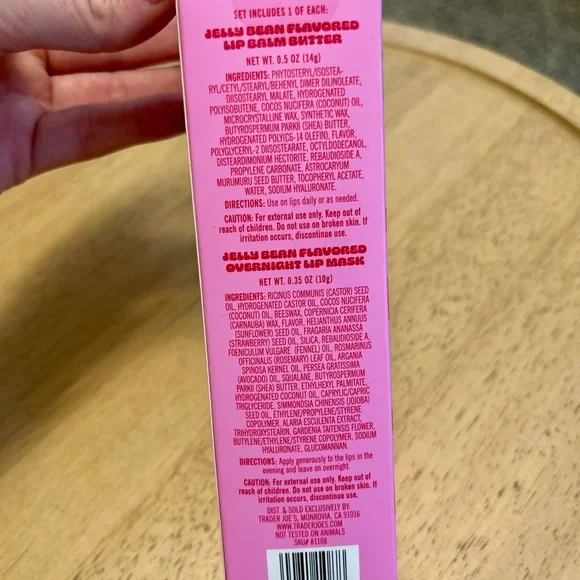 SET INCLUDES 1 OF EACH:
JELLY BEAN FLAVORED
LIP BALM BUTTER
NET WT. 0.5 OZ (14g)
INGREDIENTS: PHYTOSTERYL/ISOSTEA-
RYL/CETYL/STEARYL/BEHENYL DIMER DILINOLEATE,
DIISOSTEARYL MALATE, HYDROGENATED
POLYISOBUTENE, COCOS NUCIFERA (COCONUT) OIL,
MICROCRYSTALLINE WAX, SYNTHETIC WAX,
BUTYROSPERMUM PARKII (SHEA) BUTTER,
HYDROGENATED POLY(C6-14 OLEFIN), FLAVOR,
POLYGLYCERYL-2 DIISOSTEARATE, OCTYLDODECANOL,
DISTEARDIMONIUM HECTORITE, REBAUDIOSIDE A,
PROPYLENE CARBONATE, ASTROCARYUM
MURUMURU SEED BUTTER, TOCOPHERYL ACETATE,
WATER, SODIUM HYALURONATE.
DIRECTIONS: Use on lips daily or as needed.
CAUTION: For external use only. Keep out of
reach of children. Do not use on broken skin. If
irritation occurs, discontinue use.
JELLY BEAN FLAVORED
OVERNIGHT LIP MASK
NET WT. 0.35 OZ (10g)
INGREDIENTS: RICINUS COMMUNIS (CASTOR) SEED
OIL, HYDROGENATED CASTOR OIL, COCOS NUCIFERA
(COCONUT) OIL, BEESWAX, COPERNICIA CERIFERA
(CARNAUBA) WAX, FLAVOR, HELIANTHUS ANNUUS
(SUNFLOWER) SEED OIL, FRAGARIA ANANASSA
(STRAWBERRY) SEED OIL, SILICA, REBAUDIOSIDE A,
FOENICULUM VULGARE (FENNEL) OIL, ROSMARINUS
OFFICINALIS (ROSEMARY) LEAF OIL, ARGANIA
SPINOSA KERNEL OIL, PERSEA GRATISSIMA
(AVOCADO) OIL, SQUALANE, BUTYROSPERMUM
PARKII (SHEA) BUTTER, ETHYLHEXYL PALMITATE,
HYDROGENATED COCONUT OIL, CAPRYLIC/CAPRIC
TRIGLYCERIDE, SIMMONDSIA CHINENSIS (JOJOBA)
SEED OIL, ETHYLENE/PROPYLENE/STYRENE
COPOLYMER, ALARIA ESCULENTA EXTRACT,
TRIHYDROXYSTEARIN, GARDENIA TAITENSIS FLOWER,
BUTYLENE/ETHYLENE/STYRENE COPOLYMER, SODIUM
HYALURONATE, GLUCOMANNAN.
DIRECTIONS: Apply generously to the lips in the
evening and leave on overnight.
CAUTION: For external use only. Keep out of
reach of children. Do not use on broken skin. If
irritation occurs, discontinue use.
DIST. & SOLD EXCLUSIVELY BY:
TRADER JOE'S, MONROVIA, CA 91016
WWW.TRADERJOES.COM
NOT TESTED ON ANIMALS
SKU# 81108